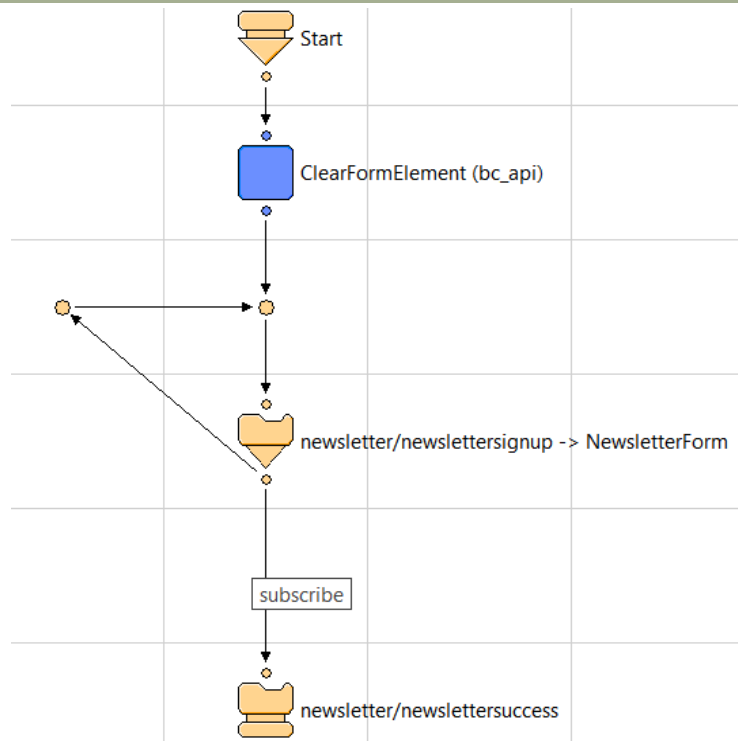 Start
ClearFormElement (bc_api)
newsletter/newslettersignup -> NewsletterForm
subscribe
newsletter/newslettersuccess